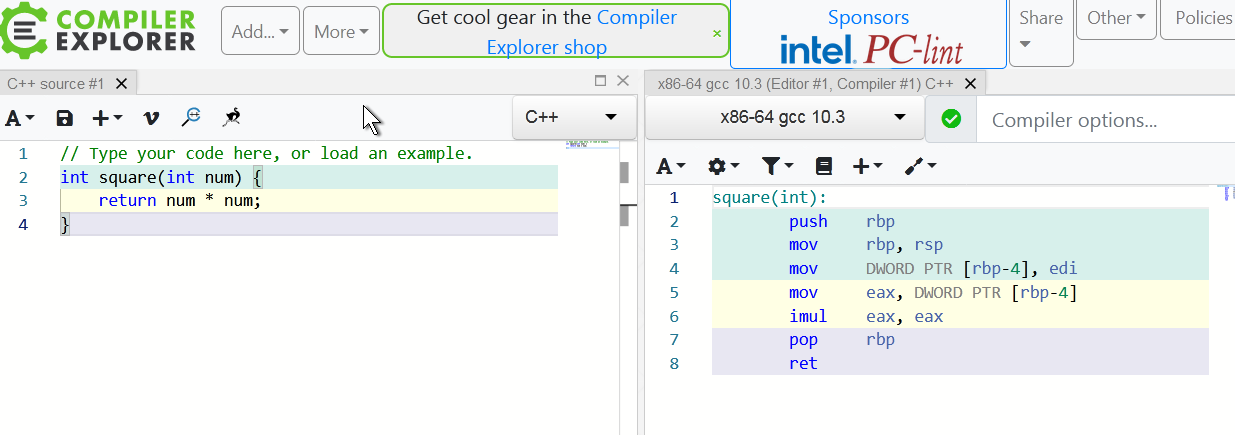 COMPILER
EXPLORER
Add...
More
Get cool gear in the Compiler
Explorer shop
×
Sponsors
intel. PC-lint
Share
Other
Policies
C++ source #1
x86-64 gcc 10.3 (Editor #1, Compiler #1) C++
A
C++
x86-64 gcc 10.3
Compiler options...
A
1 // Type your code here, or load an example.
2 int square(int num) {
3 return num * num;
4 }
1 square(int):
2 push rbp
3 mov rbp, rsp
4 mov DWORD PTR [rbp-4], edi
5 mov eax, DWORD PTR [rbp-4]
6 imul eax, eax
7 pop rbp
8 ret